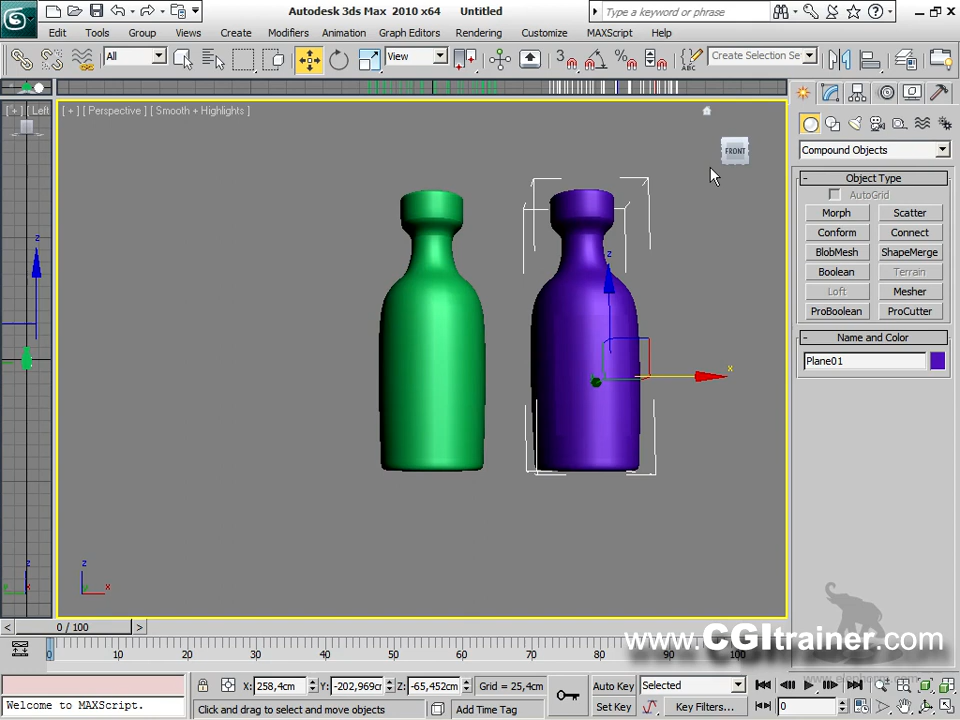 Autodesk 3ds Max 2010 x64 Untitled
Type a keyword or phrase
Edit Tools Group Views Create Modifiers Animation Graph Editors Rendering Customize MAXScript Help
All
View
3
ABC
Create Selection Se
[ + ] [ Left
[ + ] [ Perspective ] [ Smooth + Highlights ]
FRONT
Compound Objects
- Object Type
AutoGrid
Morph Scatter
Conform Connect
BlobMesh ShapeMerge
Boolean Terrain
Loft Mesher
ProBoolean ProCutter
- Name and Color
Plane01
z
z
x
z
y x
z
x
< 0 / 100 >
0 10 20 30 40 50 60 70 80 90 100
www.CGItrainer.com
X: 258,4cm Y: -202,969cm Z: -65,452cm Grid = 25,4cm
Auto Key Selected
Welcome to MAXScript.
Click and drag to select and move objects
Add Time Tag
Set Key Key Filters...
0